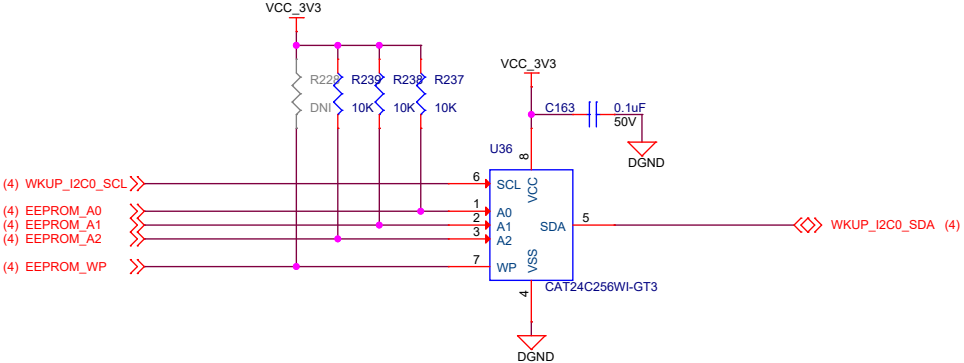 VCC_3V3
R228 R239 R238 R237
DNI 10K 10K 10K
VCC_3V3
C163 0.1uF
50V
DGND
U36
8
(4) WKUP_I2C0_SCL 6 SCL VCC
(4) EEPROM_A0 1 A0
(4) EEPROM_A1 2 A1 SDA 5 WKUP_I2C0_SDA (4)
(4) EEPROM_A2 3 A2
(4) EEPROM_WP 7 WP VSS
4 CAT24C256WI-GT3
DGND